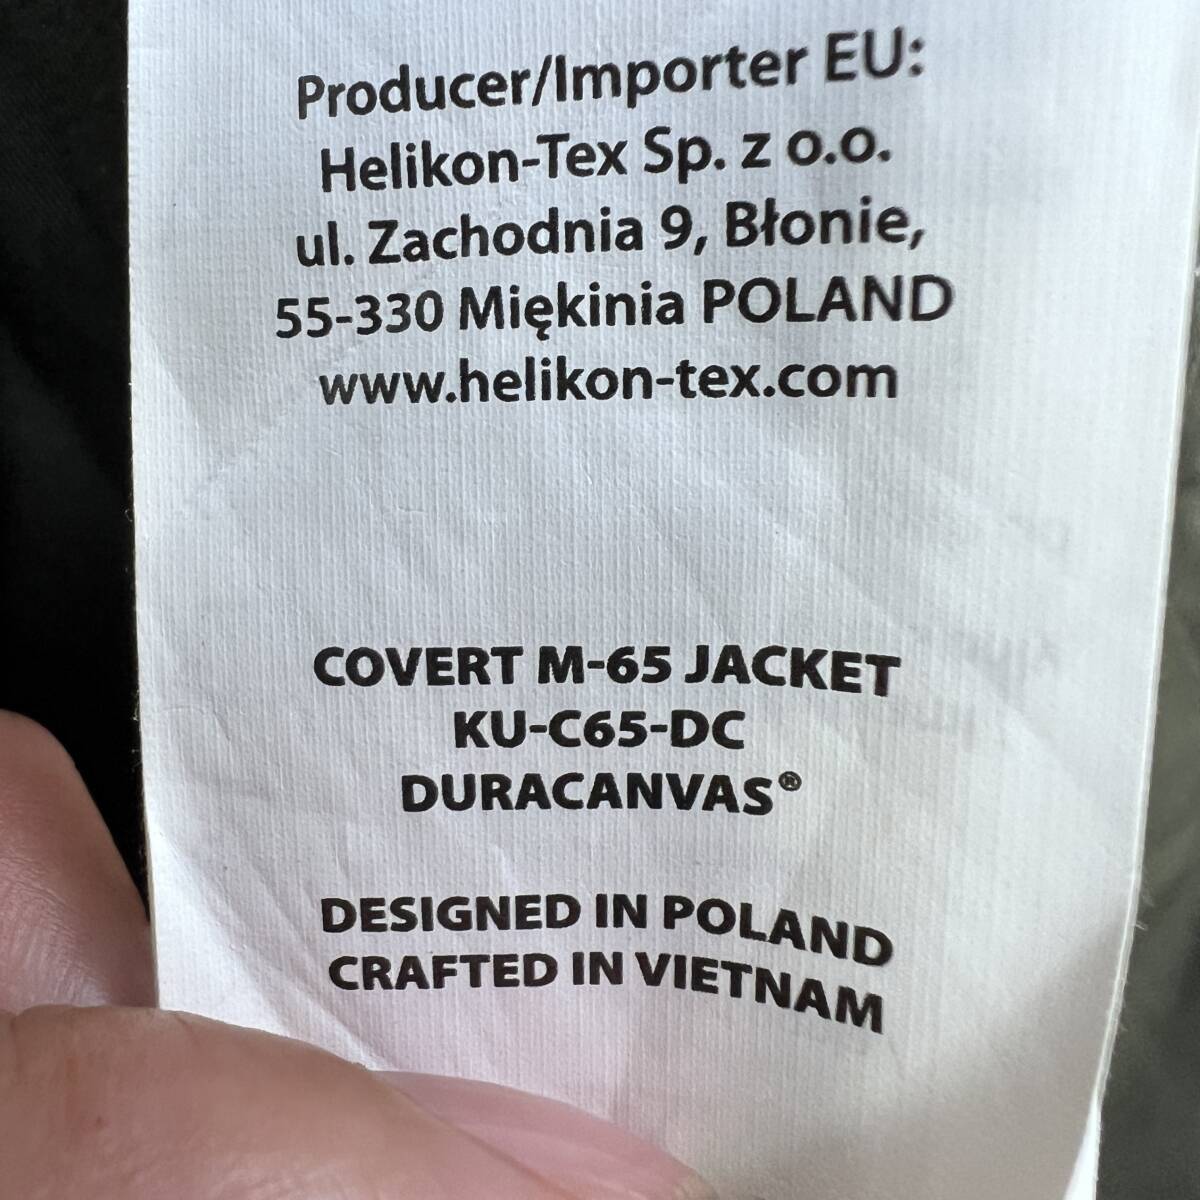 Producer/Importer EU:
Helikon-Tex Sp. z o.o.
ul. Zachodnia 9, Błonie,
55-330 Miękinia POLAND
www.helikon-tex.com
COVERT M-65 JACKET
KU-C65-DC
DURACANVAS®
DESIGNED IN POLAND
CRAFTED IN VIETNAM